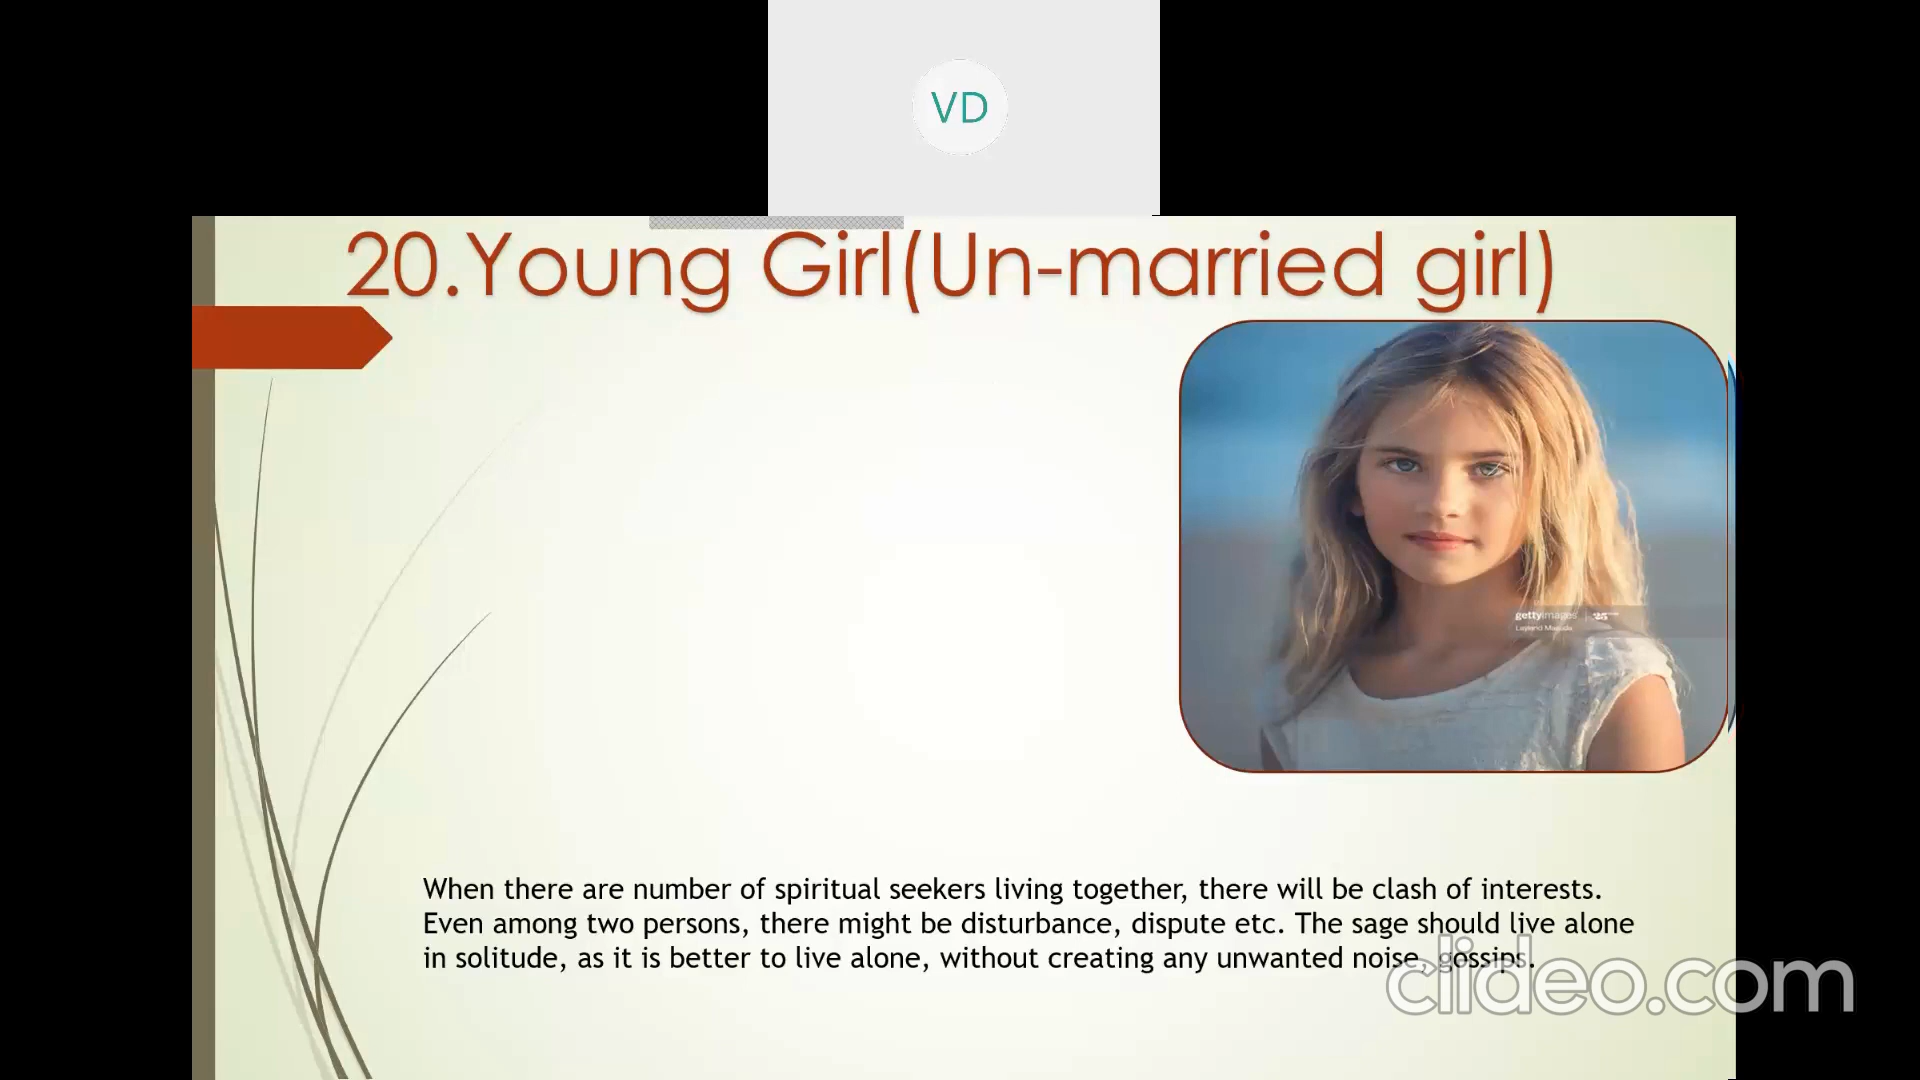 VD
20.Young Girl(Un-married girl)
gettyimages
When there are number of spiritual seekers living together, there will be clash of interests.
Even among two persons, there might be disturbance, dispute etc. The sage should live alone
in solitude, as it is better to live alone, without creating any unwanted noise, gossips.
clideo.com